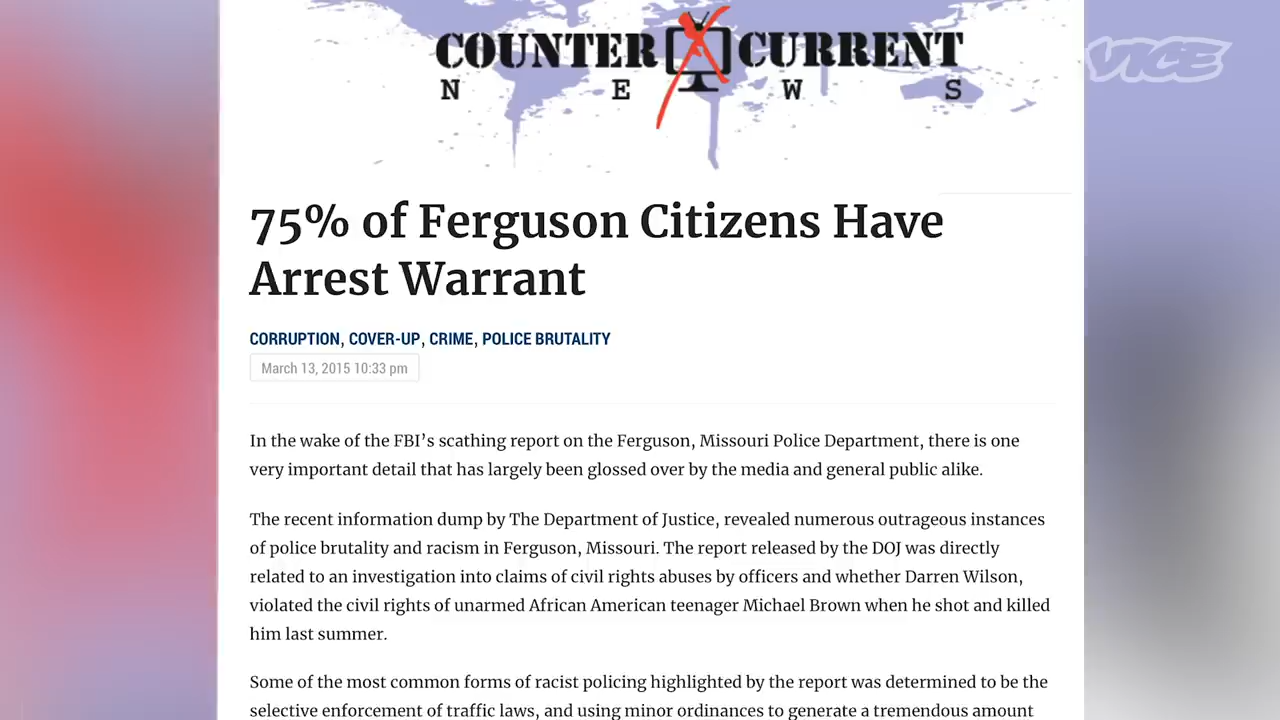 COUNTER CURRENT
NEWS
VICE
75% of Ferguson Citizens Have
Arrest Warrant
CORRUPTION, COVER-UP, CRIME, POLICE BRUTALITY
March 13, 2015 10:33 pm
In the wake of the FBI’s scathing report on the Ferguson, Missouri Police Department, there is one
very important detail that has largely been glossed over by the media and general public alike.
The recent information dump by The Department of Justice, revealed numerous outrageous instances
of police brutality and racism in Ferguson, Missouri. The report released by the DOJ was directly
related to an investigation into claims of civil rights abuses by officers and whether Darren Wilson,
violated the civil rights of unarmed African American teenager Michael Brown when he shot and killed
him last summer.
Some of the most common forms of racist policing highlighted by the report was determined to be the
selective enforcement of traffic laws, and using minor ordinances to generate a tremendous amount